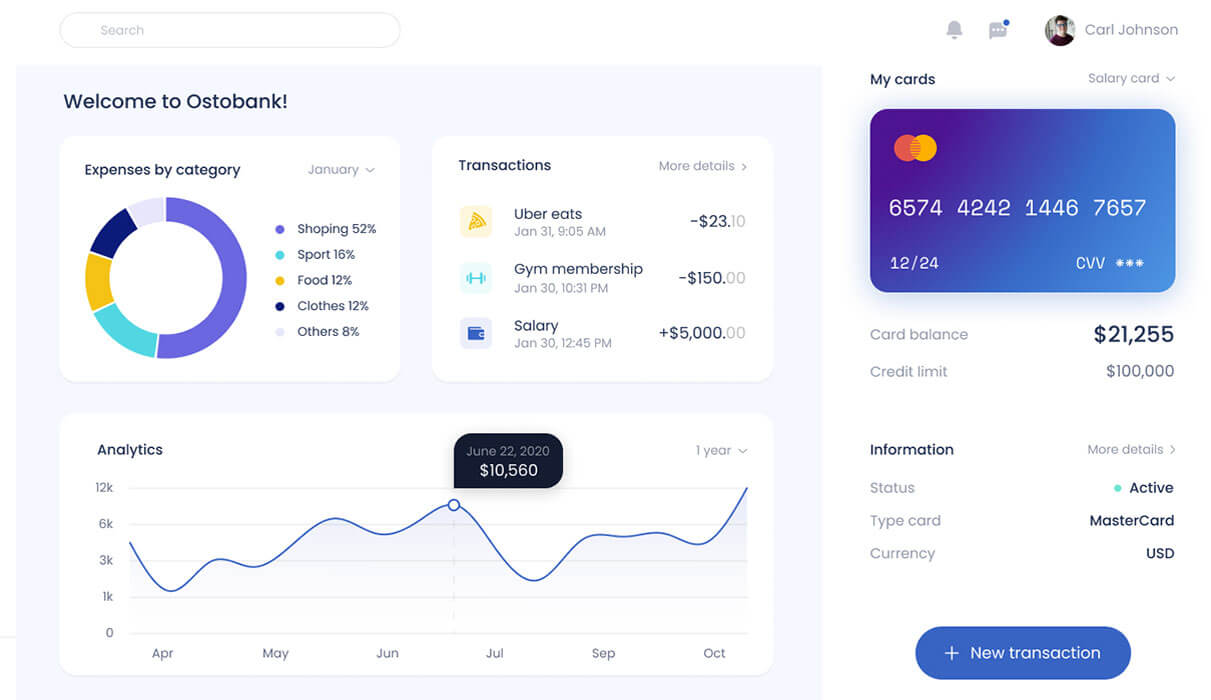 Search
Carl Johnson
Welcome to Ostobank!
Expenses by category
January
Shoping 52%
Sport 16%
Food 12%
Clothes 12%
Others 8%
Transactions
More details
Uber eats
Jan 31, 9:05 AM
-$23.10
Gym membership
Jan 30, 10:31 PM
-$150.00
Salary
Jan 30, 12:45 PM
+$5,000.00
Analytics
1 year
June 22, 2020
$10,560
12k
6k
3k
1k
0
Apr May Jun Jul Sep Oct
My cards
Salary card
6574 4242 1446 7657
12/24 CVV ***
Card balance $21,255
Credit limit $100,000
Information
More details
Status Active
Type card MasterCard
Currency USD
+ New transaction